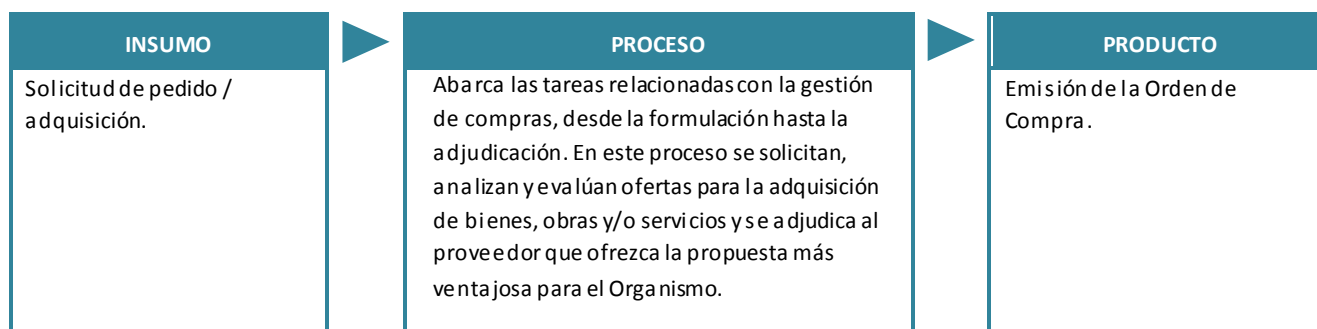 INSUMO
Solicitud de pedido /
adquisición.
PROCESO
Abarca las tareas relacionadas con la gestión
de compras, desde la formulación hasta la
adjudicación. En este proceso se solicitan,
analizan y evalúan ofertas para la adquisición
de bienes, obras y/o servicios y se adjudica al
proveedor que ofrezca la propuesta más
ventajosa para el Organismo.
PRODUCTO
Emisión de la Orden de
Compra.